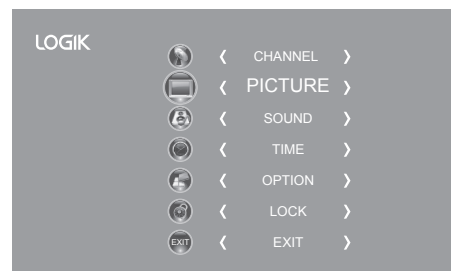 LOGIK
CHANNEL
PICTURE
SOUND
TIME
OPTION
LOCK
EXIT EXIT